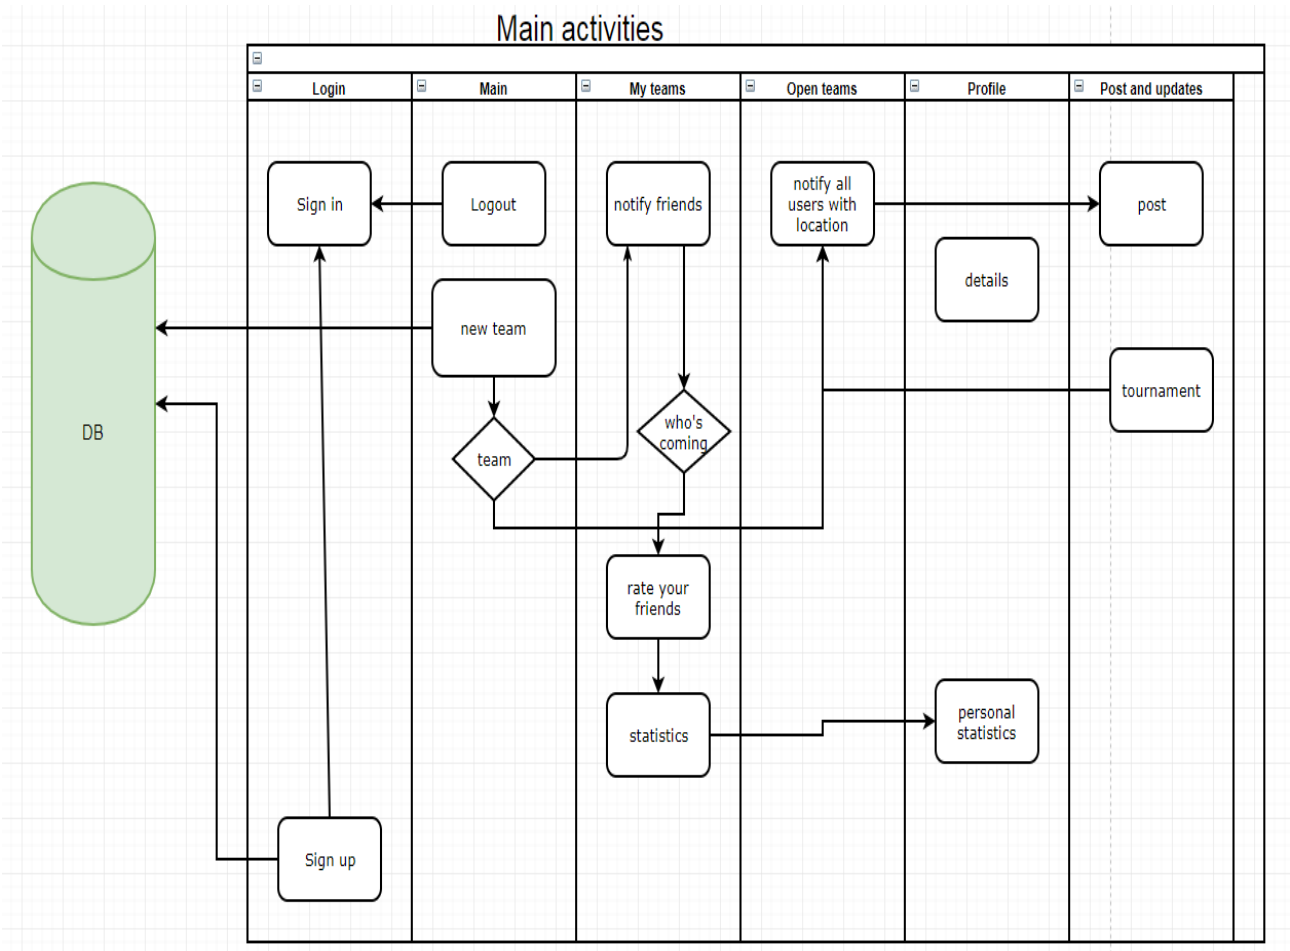 Main activities
Login
Main
My teams
Open teams
Profile
Post and updates
Sign in
Logout
notify friends
notify all
users with
location
post
details
new team
tournament
DB
team
who's
coming
rate your
friends
statistics
personal
statistics
Sign up